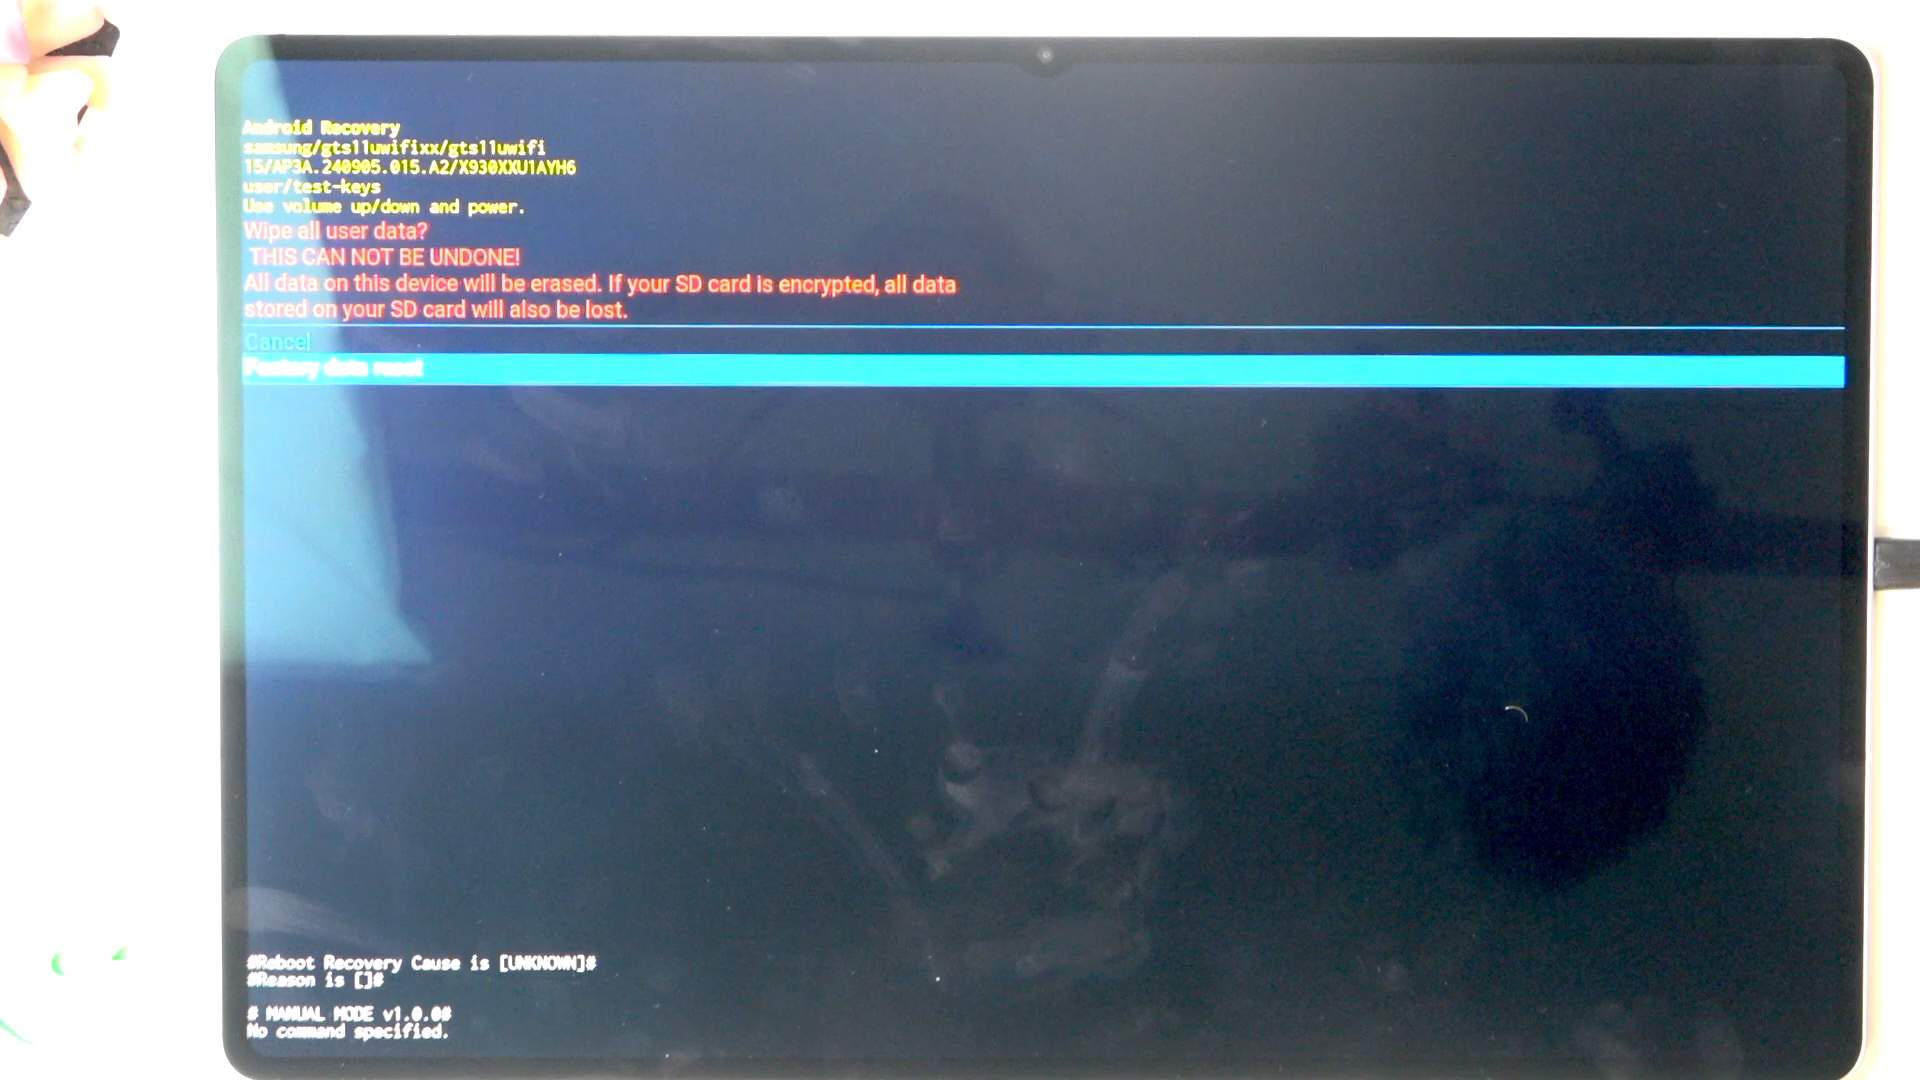 Android Recovery
samsung/gts11uwifixx/gts11uwifi
15/AP3A.240905.015.A2/X930XXU1AYH6
user/test-keys
Use volume up/down and power.
Wipe all user data?
THIS CAN NOT BE UNDONE!
All data on this device will be erased. If your SD card is encrypted, all data
stored on your SD card will also be lost.
Cancel
Factory data reset
#Reboot Recovery Cause is [UNKNOWN]#
#Reason is []#
# MANUAL MODE v1.0.0#
No command specified.